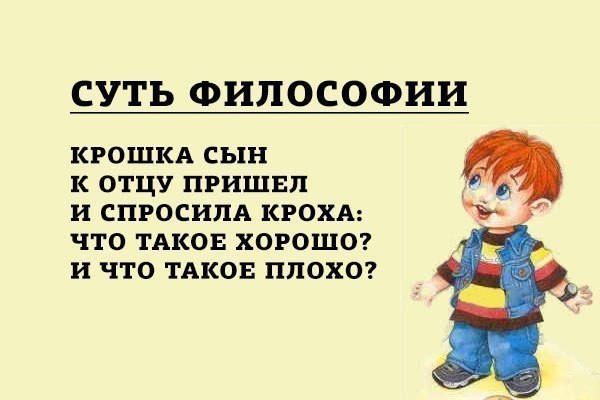 СУТЬ ФИЛОСОФИИ
КРОШКА СЫН
К ОТЦУ ПРИШЕЛ
И СПРОСИЛА КРОХА:
ЧТО ТАКОЕ ХОРОШО?
И ЧТО ТАКОЕ ПЛОХО?